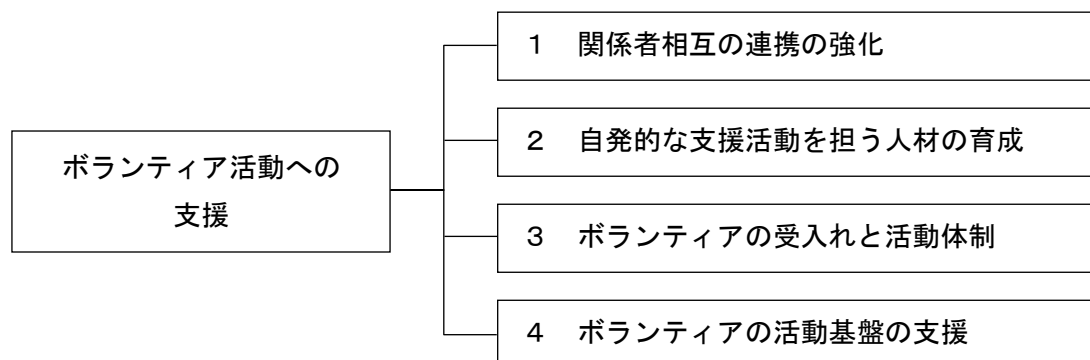 ボランティア活動への
支援
１　関係者相互の連携の強化
２　自発的な支援活動を担う人材の育成
３　ボランティアの受入れと活動体制
４　ボランティアの活動基盤の支援